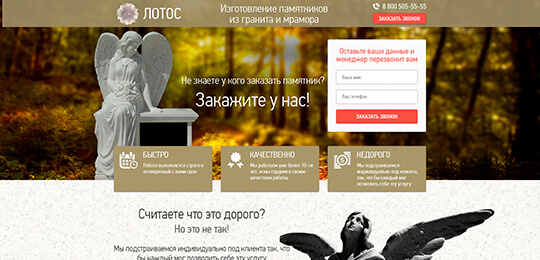 ЛОТОС
Изготовление памятников
из гранита и мрамора
8 800 505-55-55
ЗАКАЗАТЬ ЗВОНОК
Не знаете у кого заказать памятник?
Закажите у нас!
Оставьте ваши данные и
менеджер перезвонит вам
Ваше имя
Ваш телефон
ЗАКАЗАТЬ ЗВОНОК
БЫСТРО
Работа выполняется строго в
оговоренный с вами срок
КАЧЕСТВЕННО
Мы работаем уже более 10-ти
лет, и мы гордимся своим
качеством работы
НЕДОРОГО
Мы подстраиваемся
индивидуально под клиента,
так, что бы каждый мог
позволить себе эту услугу
Считаете что это дорого?
Но это не так!
Мы подстраиваемся индивидуально под клиента так, что
бы каждый мог позволить себе эту услугу